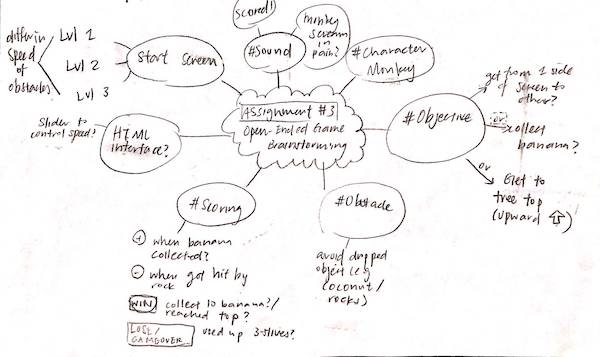 scored!
monkey
scream
in
pain?
#Sound
#Character
Monkey
Start Screen
Lvl 1
Lvl 2
Lvl 3
differ in
speed
of
obstacles
ASSIGNMENT #3
Open-Ended Game
Brainstorming
Slider to
control speed?
HTML
interface?
#Objective
get from 1 side
of screen to
other?
or
collect
banana?
or
Get to
tree top
(upward ⇧)
#Scoring
+ when banana
collected?
- when got hit by
rock
WIN collect 10 banana?/
reached top?
LOSE/
GAMEOVER
used up 3-slives?
#Obstacle
avoid dropped
object (e.g
coconut/
rocks)